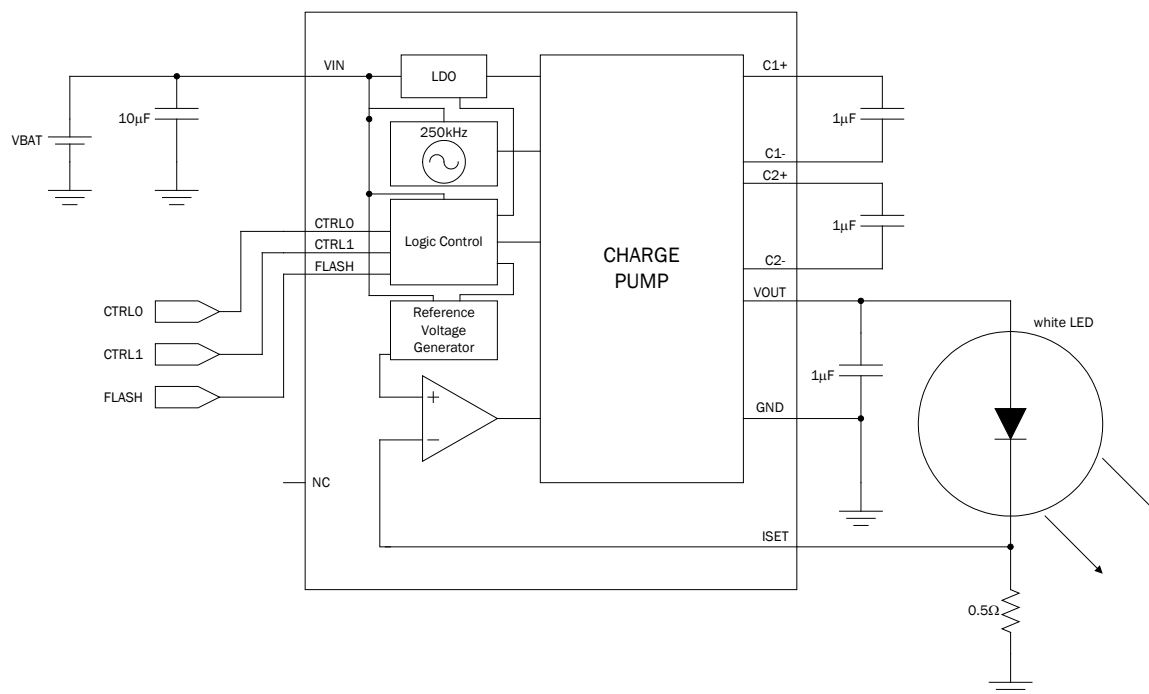 VIN
LDO
C1+
10µF
VBAT
250kHz
1µF
C1-
C2+
CTRL0
CTRL1
FLASH
Logic Control
1µF
CHARGE
PUMP
C2-
VOUT
CTRL0
CTRL1
FLASH
Reference
Voltage
Generator
white LED
1µF
+
−
GND
NC
ISET
0.5Ω